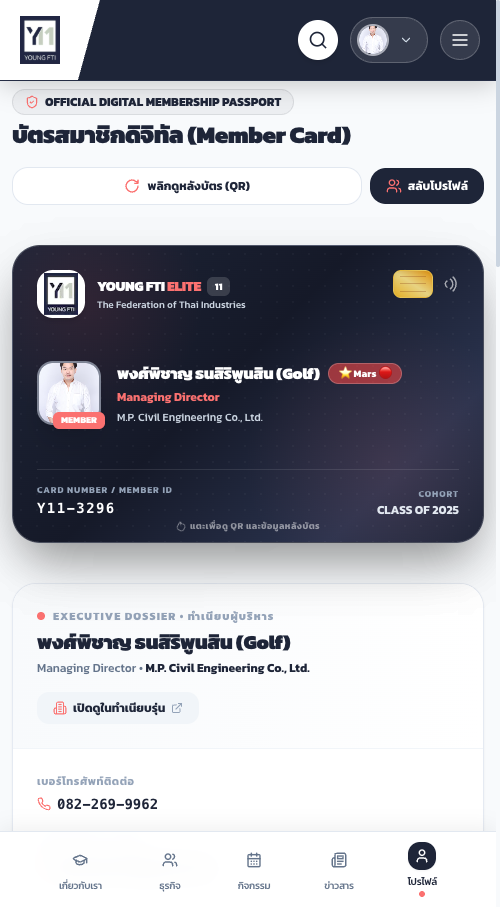 Y11
YOUNG FTI
OFFICIAL DIGITAL MEMBERSHIP PASSPORT
บัตรสมาชิกดิจิทัล (Member Card)
พลิกดูหลังบัตร (QR)
สลับโปรไฟล์
Y11
YOUNG FTI
YOUNG FTI ELITE 11
The Federation of Thai Industries
พงศ์พิชาญ ธนสิริพูนสิน (Golf) ⭐Mars 🔴
Managing Director
M.P. Civil Engineering Co., Ltd.
MEMBER
CARD NUMBER / MEMBER ID
Y11-3296
COHORT
CLASS OF 2025
แตะเพื่อดู QR และข้อมูลหลังบัตร
EXECUTIVE DOSSIER • ทำเนียบผู้บริหาร
พงศ์พิชาญ ธนสิริพูนสิน (Golf)
Managing Director • M.P. Civil Engineering Co., Ltd.
เปิดดูในทำเนียบรุ่น
เบอร์โทรศัพท์ติดต่อ
082-269-9962
เกี่ยวกับเรา
ธุรกิจ
กิจกรรม
ข่าวสาร
โปรไฟล์